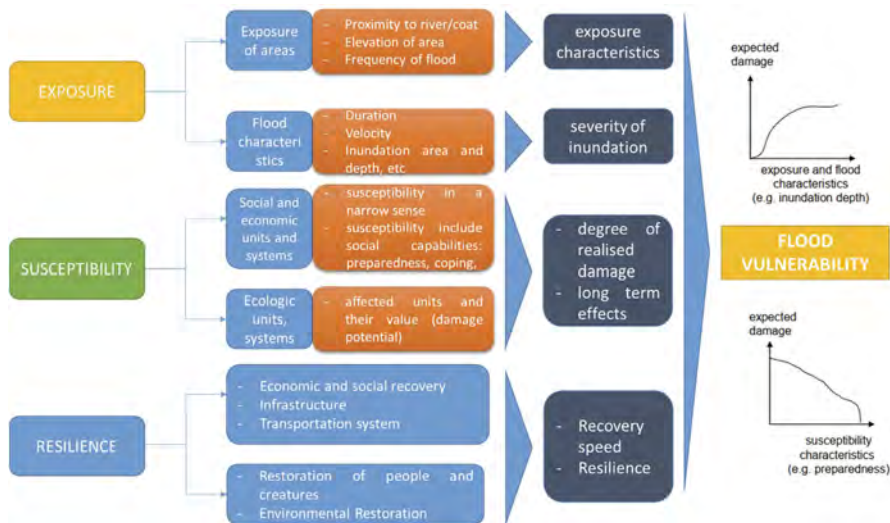 EXPOSURE
Exposure
of areas
- Proximity to river/coat
- Elevation of area
- Frequency of flood
exposure
characteristics
Flood
characteri
stics
- Duration
- Velocity
- Inundation area and
depth, etc
severity of
inundation
SUSCEPTIBILITY
Social and
economic
units and
systems
- susceptibility in a
narrow sense
- susceptibility include
social capabilities:
preparedness, coping,
Ecologic
units,
systems
- affected units and
their value (damage
potential)
- degree of
realised
damage
- long term
effects
RESILIENCE
- Economic and social recovery
- Infrastructure
- Transportation system
- Restoration of people and
creatures
- Environmental Restoration
- Recovery
speed
- Resilience
expected
damage
exposure and flood
characteristics
(e.g. inundation depth)
FLOOD
VULNERABILITY
expected
damage
susceptibility
characteristics
(e.g. preparedness)